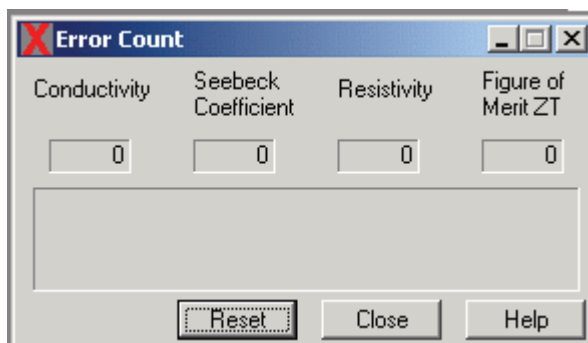 Error Count
Conductivity
Seebeck
Coefficient
Resistivity
Figure of
Merit ZT
0
0
0
0
Reset
Close
Help